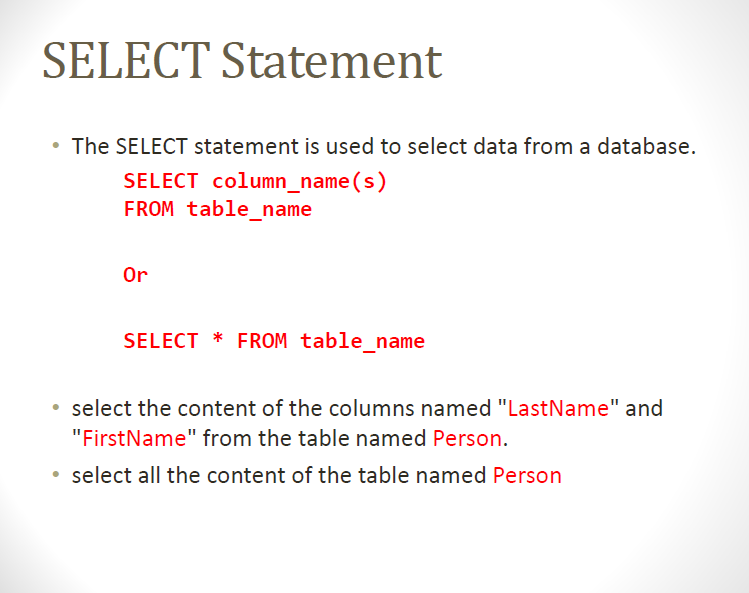 SELECT Statement
• The SELECT statement is used to select data from a database.
SELECT column_name(s)
FROM table_name
Or
SELECT * FROM table_name
• select the content of the columns named "LastName" and
"FirstName" from the table named Person.
• select all the content of the table named Person